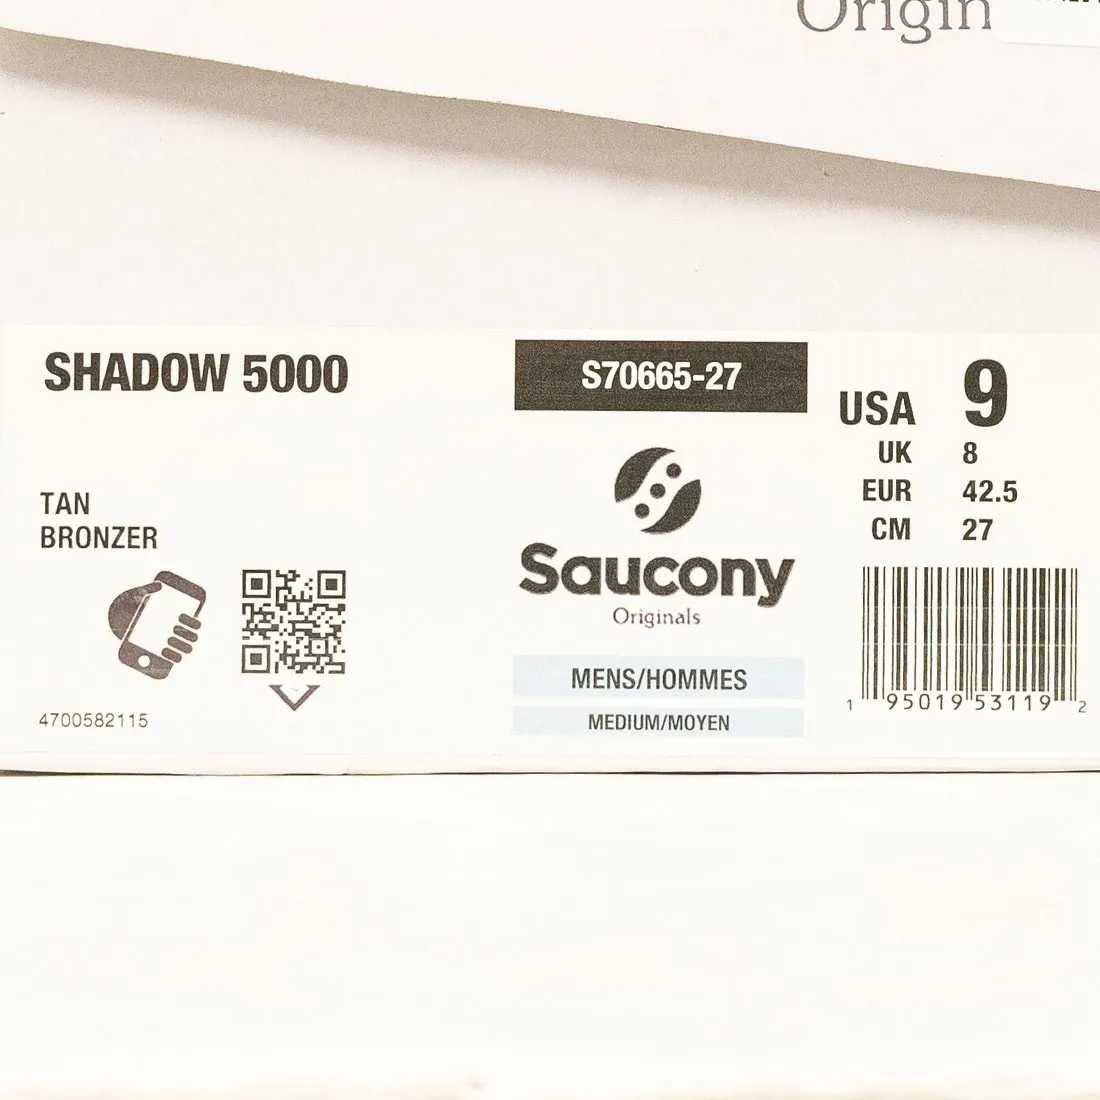 Origin
SHADOW 5000
TAN
BRONZER
4700582115
S70665-27
Saucony
Originals
MENS/HOMMES
MEDIUM/MOYEN
USA 9
UK 8
EUR 42.5
CM 27
1 95019 53119 2